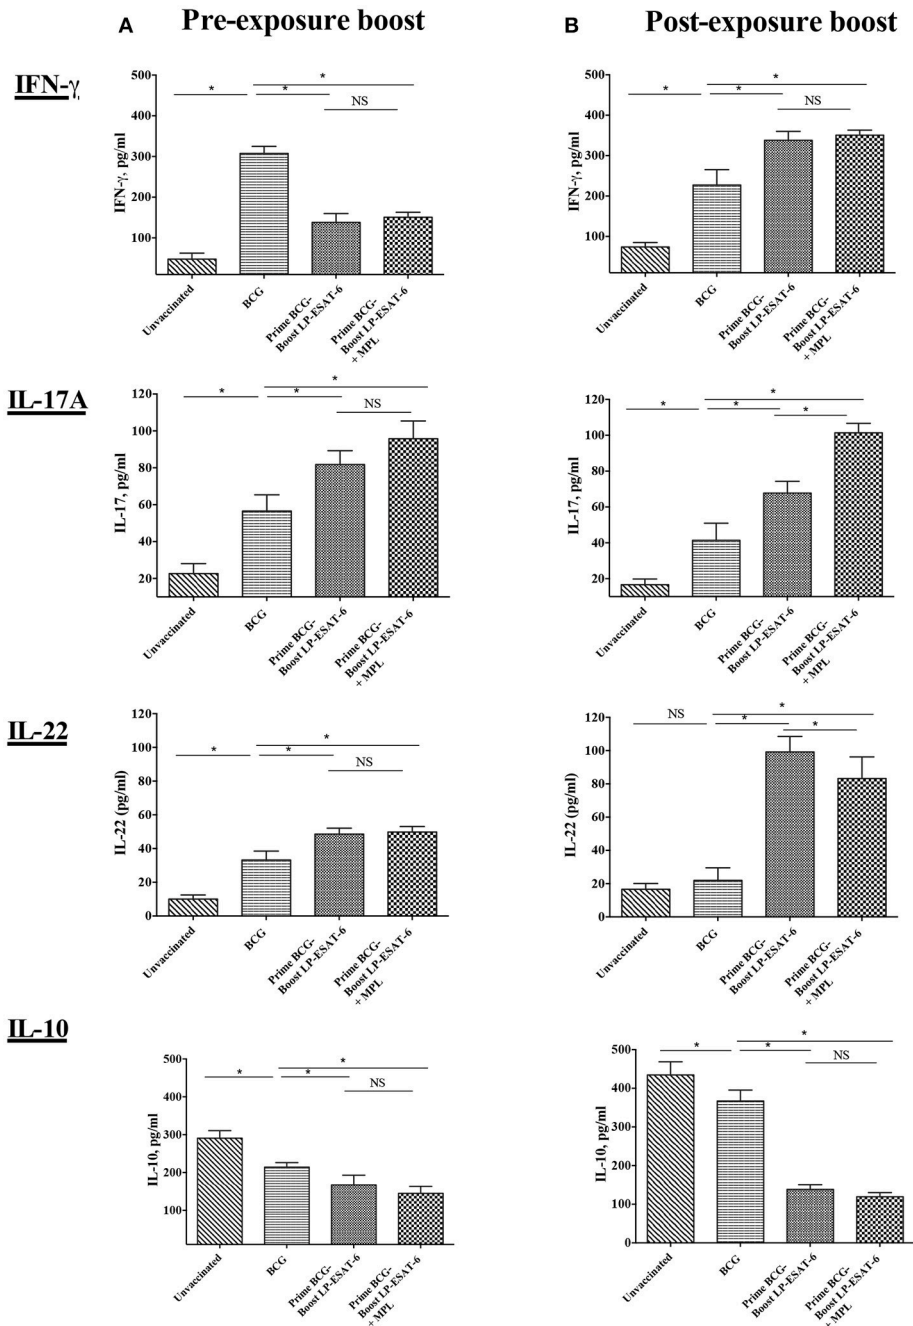 A Pre-exposure boost
B Post-exposure boost
IFN-γ
500
400
300
200
100
IFN-γ, pg/ml
*
*
*
NS
Unvaccinated
BCG
Prime BCG-
Boost LP-ESAT-6
Prime BCG-
Boost LP-ESAT-6
+ MPL
500
400
300
200
100
IFN-γ, pg/ml
*
*
*
NS
Unvaccinated
BCG
Prime BCG-
Boost LP-ESAT-6
Prime BCG-
Boost LP-ESAT-6
+ MPL
IL-17A
120
100
80
60
40
20
IL-17, pg/ml
*
*
*
NS
Unvaccinated
BCG
Prime BCG-
Boost LP-ESAT-6
Prime BCG-
Boost LP-ESAT-6
+ MPL
120
100
80
60
40
20
IL-17, pg/ml
*
*
*
*
Unvaccinated
BCG
Prime BCG-
Boost LP-ESAT-6
Prime BCG-
Boost LP-ESAT-6
+ MPL
IL-22
120
100
80
60
40
20
0
IL-22 (pg/ml)
*
*
*
NS
Unvaccinated
BCG
Prime BCG-
Boost LP-ESAT-6
Prime BCG-
Boost LP-ESAT-6
+ MPL
120
100
80
60
40
20
0
IL-22 (pg/ml)
NS
*
*
*
Unvaccinated
BCG
Prime BCG-
Boost LP-ESAT-6
Prime BCG-
Boost LP-ESAT-6
+ MPL
IL-10
500
400
300
200
100
IL-10, pg/ml
*
*
*
NS
Unvaccinated
BCG
Prime BCG-
Boost LP-ESAT-6
Prime BCG-
Boost LP-ESAT-6
+ MPL
500
400
300
200
100
0
IL-10, pg/ml
*
*
*
NS
Unvaccinated
BCG
Prime BCG-
Boost LP-ESAT-6
Prime BCG-
Boost LP-ESAT-6
+ MPL